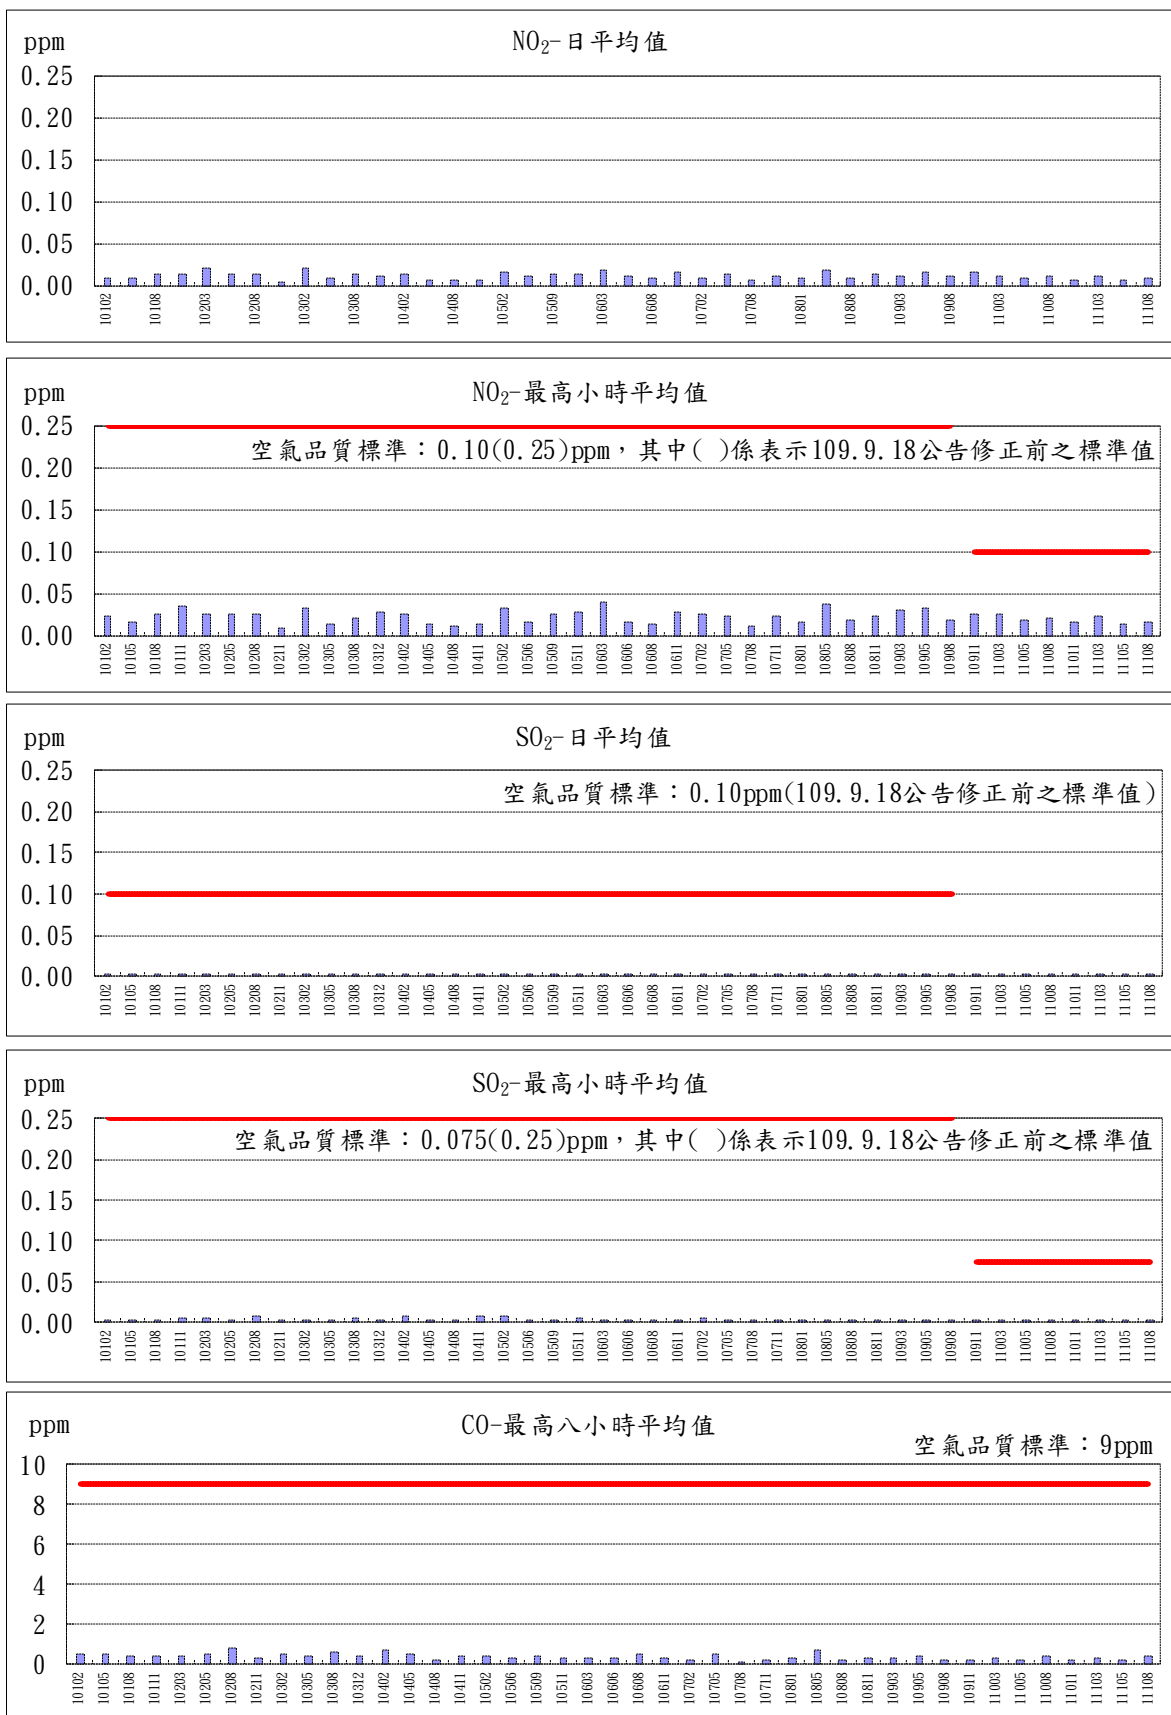 NO₂-日平均值
ppm
0.25
0.20
0.15
0.10
0.05
0.00
10102 10108 10203 10208 10302 10308 10402 10408 10502 10509 10603 10608 10702 10708 10801 10808 10903 10908 11003 11008 11103 11108
NO₂-最高小時平均值
ppm
0.25
空氣品質標準：0.10(0.25)ppm，其中( )係表示109.9.18公告修正前之標準值
0.20
0.15
0.10
0.05
0.00
10102 10105 10108 10111 10203 10205 10208 10211 10302 10305 10308 10312 10402 10405 10408 10411 10502 10506 10509 10511 10603 10606 10608 10611 10702 10705 10708 10711 10801 10805 10808 10811 10903 10905 10908 10911 11003 11005 11008 11011 11103 11105 11108
SO₂-日平均值
ppm
0.25
空氣品質標準：0.10ppm(109.9.18公告修正前之標準值)
0.20
0.15
0.10
0.05
0.00
10102 10105 10108 10111 10203 10205 10208 10211 10302 10305 10308 10312 10402 10405 10408 10411 10502 10506 10509 10511 10603 10606 10608 10611 10702 10705 10708 10711 10801 10805 10808 10811 10903 10905 10908 10911 11003 11005 11008 11011 11103 11105 11108
SO₂-最高小時平均值
ppm
0.25
空氣品質標準：0.075(0.25)ppm，其中( )係表示109.9.18公告修正前之標準值
0.20
0.15
0.10
0.05
0.00
10102 10105 10108 10111 10203 10205 10208 10211 10302 10305 10308 10312 10402 10405 10408 10411 10502 10506 10509 10511 10603 10606 10608 10611 10702 10705 10708 10711 10801 10805 10808 10811 10903 10905 10908 10911 11003 11005 11008 11011 11103 11105 11108
CO-最高八小時平均值
ppm
空氣品質標準：9ppm
10
8
6
4
2
0
10102 10105 10108 10111 10203 10205 10208 10211 10302 10305 10308 10312 10402 10405 10408 10411 10502 10506 10509 10511 10603 10606 10608 10611 10702 10705 10708 10711 10801 10805 10808 10811 10903 10905 10908 10911 11003 11005 11008 11011 11103 11105 11108